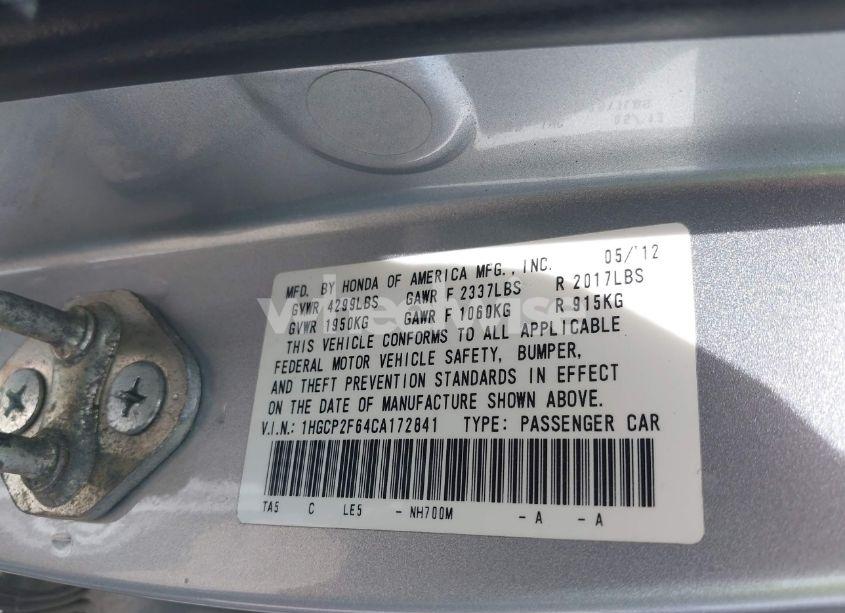 MFD. BY HONDA OF AMERICA MFG., INC. 05/12
GVWR 4299LBS GAWR F 2337LBS R 2017LBS
GVWR 1950KG GAWR F 1060KG R 915KG
THIS VEHICLE CONFORMS TO ALL APPLICABLE
FEDERAL MOTOR VEHICLE SAFETY, BUMPER,
AND THEFT PREVENTION STANDARDS IN EFFECT
ON THE DATE OF MANUFACTURE SHOWN ABOVE.
V.I.N.: 1HGCP2F64CA172841 TYPE: PASSENGER CAR
TA5 C LE5 - NH700M - A - A